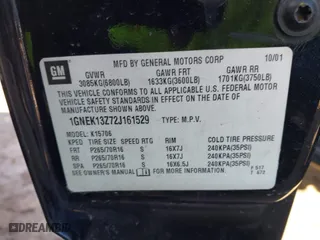 GM
MFD BY GENERAL MOTORS CORP 10/01
GVWR GAWR FRT GAWR RR
3085KG(6800LB) 1633KG(3600LB) 1701KG(3750LB)
THIS VEHICLE CONFORMS TO ALL APPLICABLE U.S. FEDERAL MOTOR
VEHICLE SAFETY STANDARDS IN EFFECT ON THE DATE OF
MANUFACTURE SHOWN ABOVE.
1GNEK13Z72J161529 TYPE: M.P.V.
MODEL: K15706
XPED TIRE SIZE SPEED RTG RIM COLD TIRE PRESSURE
FRT P265/70R16 S 16X7J 240KPA(35PSI)
RR P265/70R16 S 16X7J 240KPA(35PSI)
SPA P265/70R16 S 16X6.5J 240KPA(35PSI)
SEE OWNER'S MANUAL
AUTOBIDMASTER